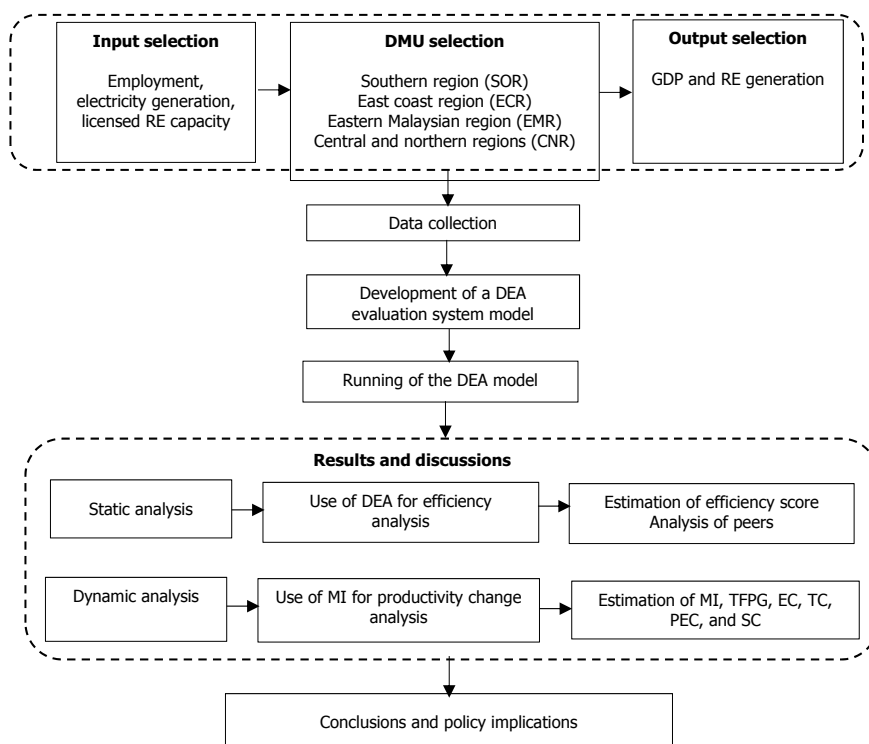 Input selection
Employment,
electricity generation,
licensed RE capacity
DMU selection
Southern region (SOR)
East coast region (ECR)
Eastern Malaysian region (EMR)
Central and northern regions (CNR)
Output selection
GDP and RE generation
Data collection
Development of a DEA
evaluation system model
Running of the DEA model
Results and discussions
Static analysis
Use of DEA for efficiency
analysis
Estimation of efficiency score
Analysis of peers
Dynamic analysis
Use of MI for productivity change
analysis
Estimation of MI, TFPG, EC, TC,
PEC, and SC
Conclusions and policy implications